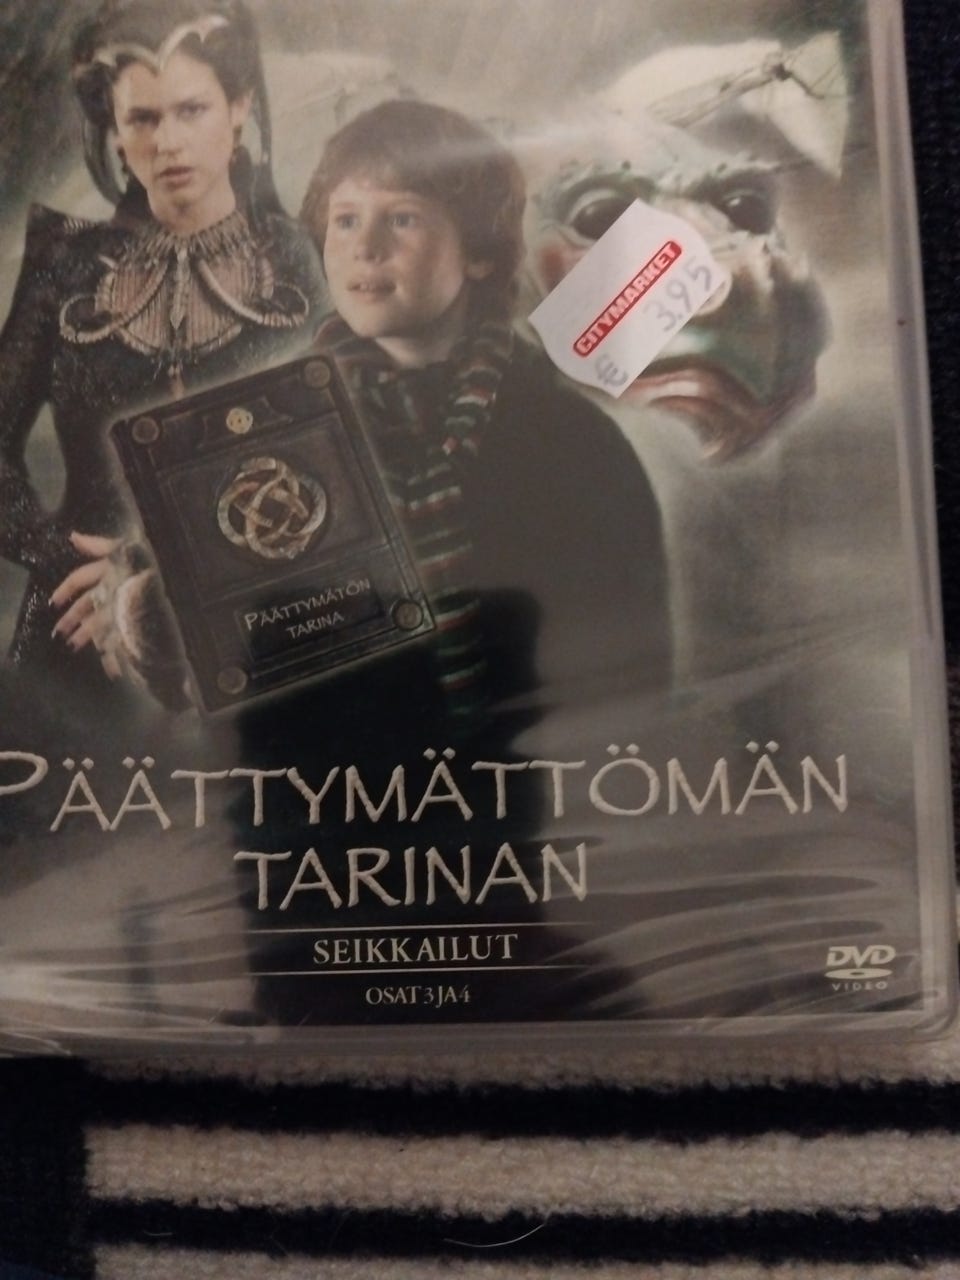 CITYMARKET
€ 3.95
PÄÄTTYMÄTÖN
TARINA
PÄÄTTYMÄTTÖMÄN
TARINAN
SEIKKAILUT
OSAT 3 JA 4
DVD
VIDEO